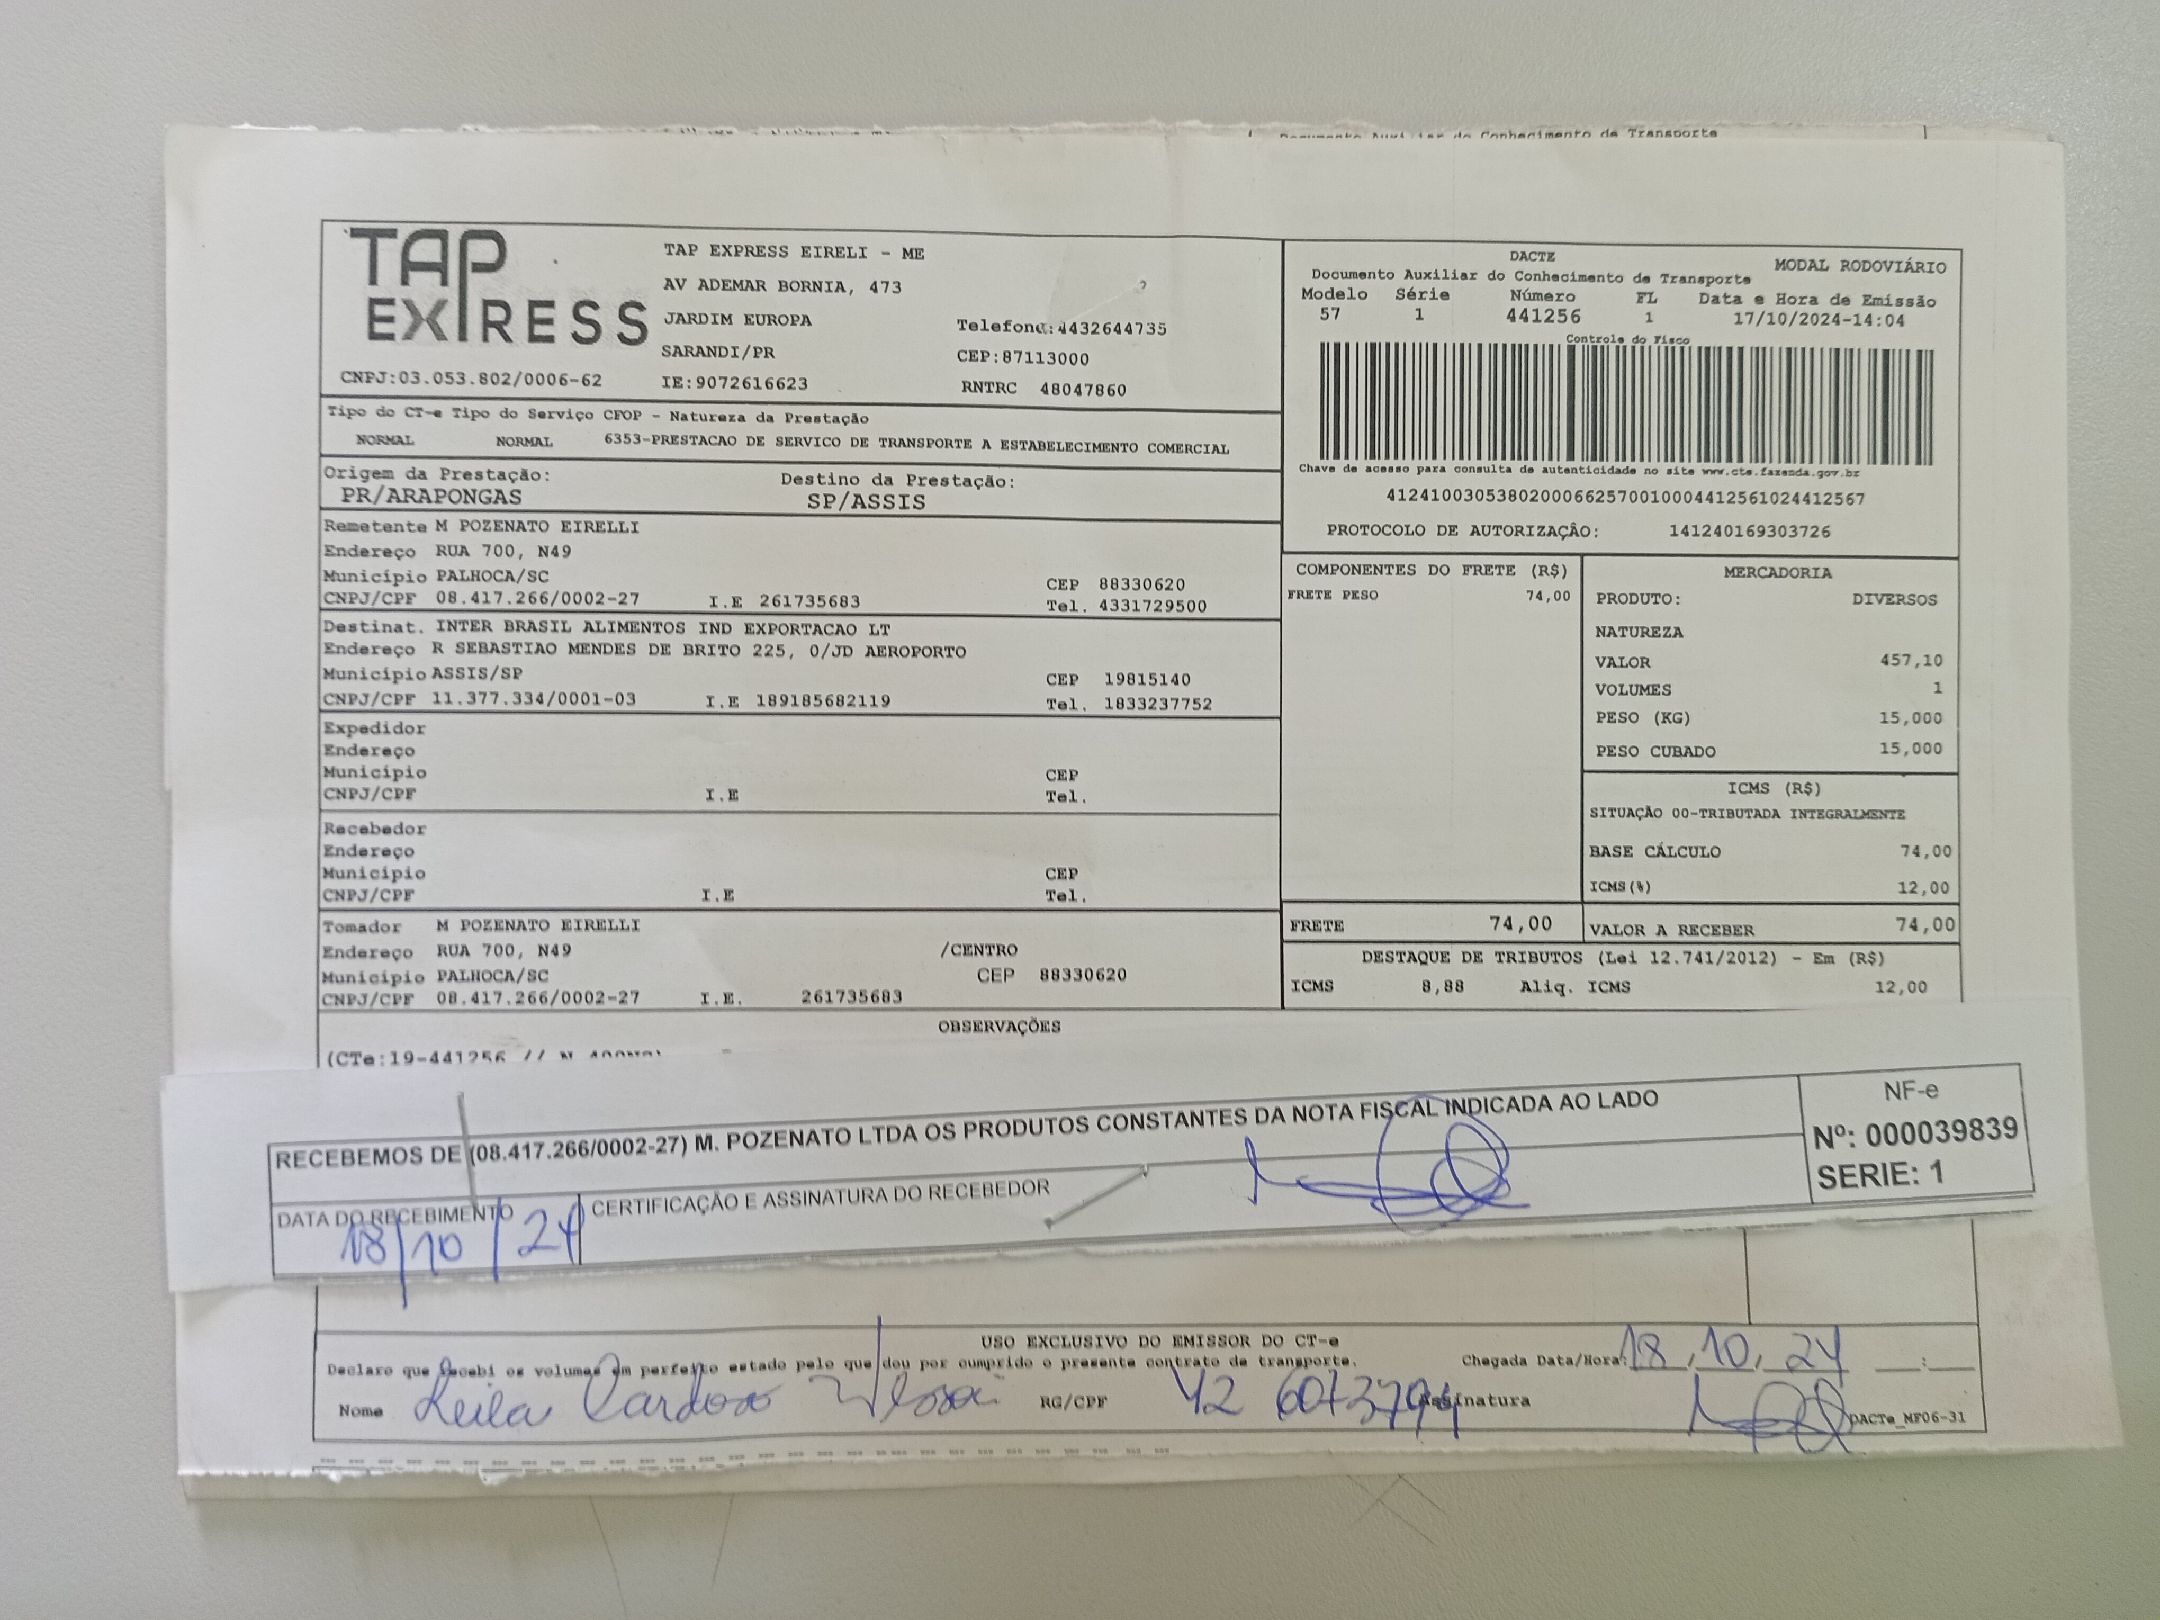 Documento Auxiliar do Conhecimento de Transporte
TAP EXPRESS
CNPJ:03.053.802/0006-62
TAP EXPRESS EIRELI - ME
AV ADEMAR BORNIA, 473
JARDIM EUROPA
SARANDI/PR
IE:9072616623
Telefone:4432644735
CEP:87113000
RNTRC 48047860
DACTE
MODAL RODOVIÁRIO
Documento Auxiliar do Conhecimento de Transporte
Modelo Série Número FL Data e Hora de Emissão
57 1 441256 1 17/10/2024-14:04
Controle do Fisco
Chave de acesso para consulta de autenticidade no site www.cte.fazenda.gov.br
41241003053802000662570010004412561024412567
PROTOCOLO DE AUTORIZAÇÂO: 141240169303726
Tipo do CT-e Tipo do Serviço CFOP - Natureza da Prestação
NORMAL NORMAL 6353-PRESTACAO DE SERVICO DE TRANSPORTE A ESTABELECIMENTO COMERCIAL
Origem da Prestação: Destino da Prestação:
PR/ARAPONGAS SP/ASSIS
Remetente M POZENATO EIRELLI
Endereço RUA 700, N49
Município PALHOCA/SC CEP 88330620
CNPJ/CPF 08.417.266/0002-27 I.E 261735683 Tel. 4331729500
Destinat. INTER BRASIL ALIMENTOS IND EXPORTACAO LT
Endereço R SEBASTIAO MENDES DE BRITO 225, 0/JD AEROPORTO
Município ASSIS/SP CEP 19815140
CNPJ/CPF 11.377.334/0001-03 I.E 189185682119 Tel. 1833237752
Expedidor
Endereço
Município CEP
CNPJ/CPF I.E Tel.
Recebedor
Endereço
Município CEP
CNPJ/CPF I.E Tel.
Tomador M POZENATO EIRELLI
Endereço RUA 700, N49 /CENTRO
Município PALHOCA/SC CEP 88330620
CNPJ/CPF 08.417.266/0002-27 I.E. 261735683
COMPONENTES DO FRETE (R$)
FRETE PESO 74,00
MERCADORIA
PRODUTO: DIVERSOS
NATUREZA
VALOR 457,10
VOLUMES 1
PESO (KG) 15,000
PESO CUBADO 15,000
ICMS (R$)
SITUAÇÃO 00-TRIBUTADA INTEGRALMENTE
BASE CÁLCULO 74,00
ICMS(%) 12,00
FRETE 74,00 VALOR A RECEBER 74,00
DESTAQUE DE TRIBUTOS (Lei 12.741/2012) - Em (R$)
ICMS 8,88 Aliq. ICMS 12,00
OBSERVAÇÕES
(CTe:19-441256 //
RECEBEMOS DE (08.417.266/0002-27) M. POZENATO LTDA OS PRODUTOS CONSTANTES DA NOTA FISCAL INDICADA AO LADO
NF-e
Nº: 000039839
SERIE: 1
DATA DO RECEBIMENTO CERTIFICAÇÃO E ASSINATURA DO RECEBEDOR
18/10/24
USO EXCLUSIVO DO EMISSOR DO CT-e
Declaro que recebi os volumes em perfeito estado pelo que dou por cumprido o presente contrato de transporte. Chegada Data/Hora: 18,10,24 :
Nome Leila Cardoso RG/CPF Assinatura
DACTe_MF06-31